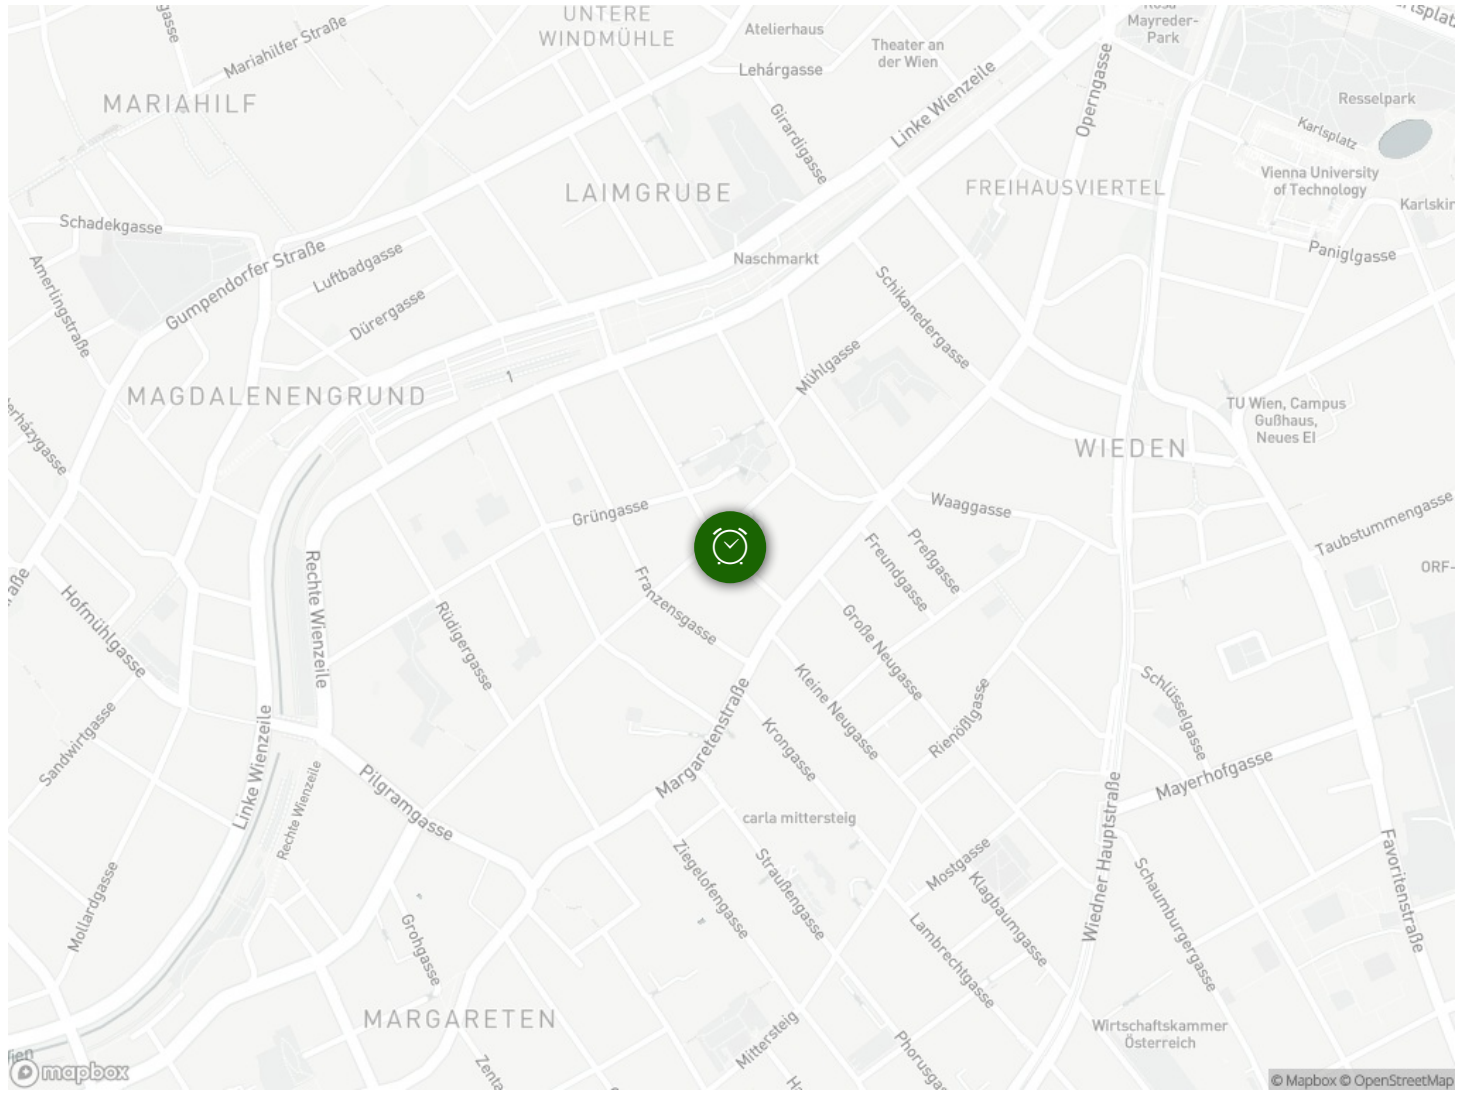 UNTERE
WINDMÜHLE
Atelierhaus
Mayreder-
Park
Mariahilfer Straße
Theater an
der Wien
Lehárgasse
MARIAHILF
Linke Wienzeile
Operngasse
Resselpark
Girardigasse
Karlsplatz
Vienna University
of Technology
LAIMGRUBE
FREIHAUSVIERTEL
Schadekgasse
Gumpendorfer Straße
Luftbadgasse
Naschmarkt
Paniglgasse
Amerlingstraße
Dürergasse
Schikanedergasse
Mühlgasse
1
MAGDALENENGRUND
TU Wien, Campus
Gußhaus,
Neues EI
WIEDEN
Grüngasse
Waaggasse
Taubstummengasse
Preßgasse
Freundgasse
ORF-
Hofmühlgasse
Rechte Wienzeile
Rüdigergasse
Franzensgasse
Große Neugasse
Kleine Neugasse
Rienößlgasse
Schlüsselgasse
Sandwirtgasse
Linke Wienzeile
Margaretenstraße
Krongasse
Pilgramgasse
Rechte Wienzeile
Mayerhofgasse
carla mittersteig
Wiedner Hauptstraße
Ziegelofengasse
Straußengasse
Mostgasse
Klagbaumgasse
Schaumburgergasse
Favoritenstraße
Mollardgasse
Grohgasse
Lambrechtgasse
MARGARETEN
Mittersteig
Wirtschaftskammer
Österreich
mapbox
© Mapbox © OpenStreetMap